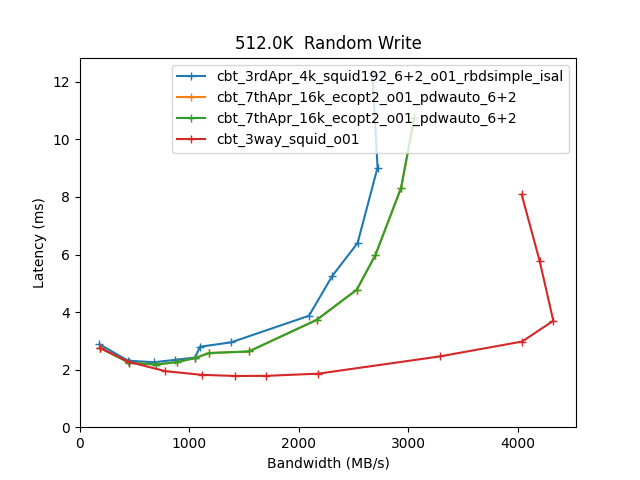 512.0K  Random Write
cbt_3rdApr_4k_squid192_6+2_o01_rbdsimple_isal
cbt_7thApr_16k_ecopt2_o01_pdwauto_6+2
cbt_7thApr_16k_ecopt2_o01_pdwauto_6+2
cbt_3way_squid_o01
12
10
8
6
4
2
0
Latency (ms)
0 1000 2000 3000 4000
Bandwidth (MB/s)